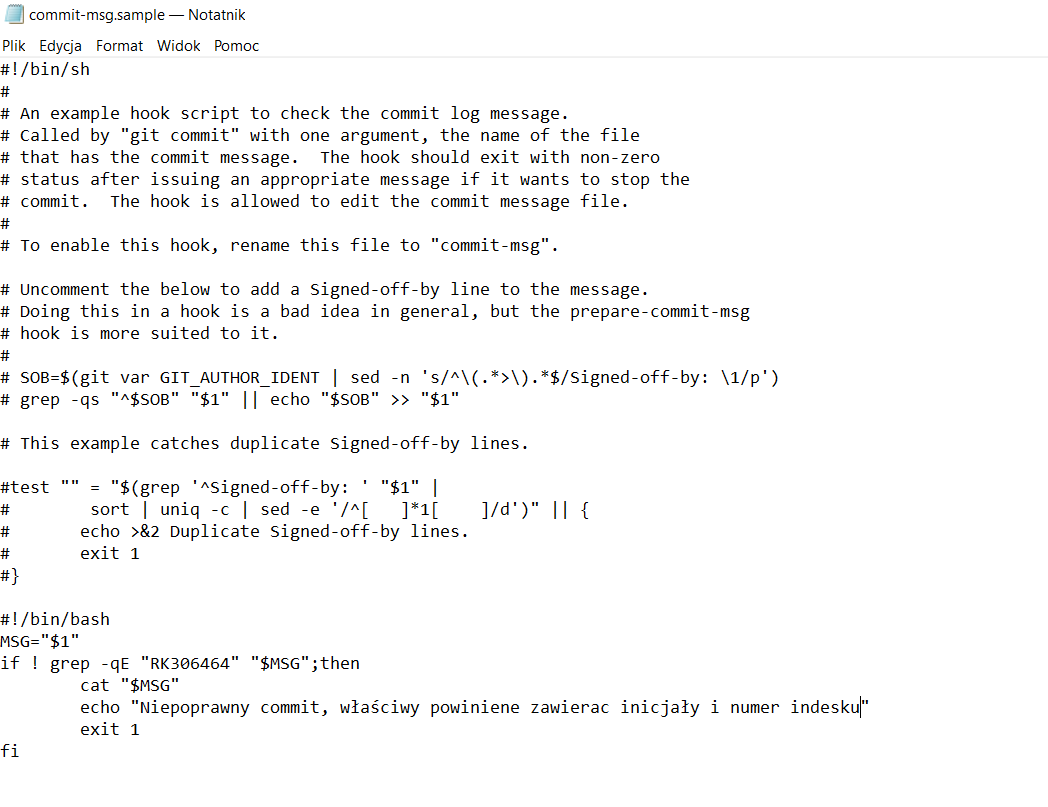 commit-msg.sample — Notatnik
Plik Edycja Format Widok Pomoc
#!/bin/sh
#
# An example hook script to check the commit log message.
# Called by "git commit" with one argument, the name of the file
# that has the commit message.  The hook should exit with non-zero
# status after issuing an appropriate message if it wants to stop the
# commit.  The hook is allowed to edit the commit message file.
#
# To enable this hook, rename this file to "commit-msg".

# Uncomment the below to add a Signed-off-by line to the message.
# Doing this in a hook is a bad idea in general, but the prepare-commit-msg
# hook is more suited to it.
#
# SOB=$(git var GIT_AUTHOR_IDENT | sed -n 's/^\(.*>\).*$/Signed-off-by: \1/p')
# grep -qs "^$SOB" "$1" || echo "$SOB" >> "$1"

# This example catches duplicate Signed-off-by lines.

#test "" = "$(grep '^Signed-off-by: ' "$1" |
#        sort | uniq -c | sed -e '/^[   ]*1[    ]/d')" || {
#       echo >&2 Duplicate Signed-off-by lines.
#       exit 1
#}

#!/bin/bash
MSG="$1"
if ! grep -qE "RK306464" "$MSG";then
        cat "$MSG"
        echo "Niepoprawny commit, właściwy powiniene zawierac inicjały i numer indesku"
        exit 1
fi